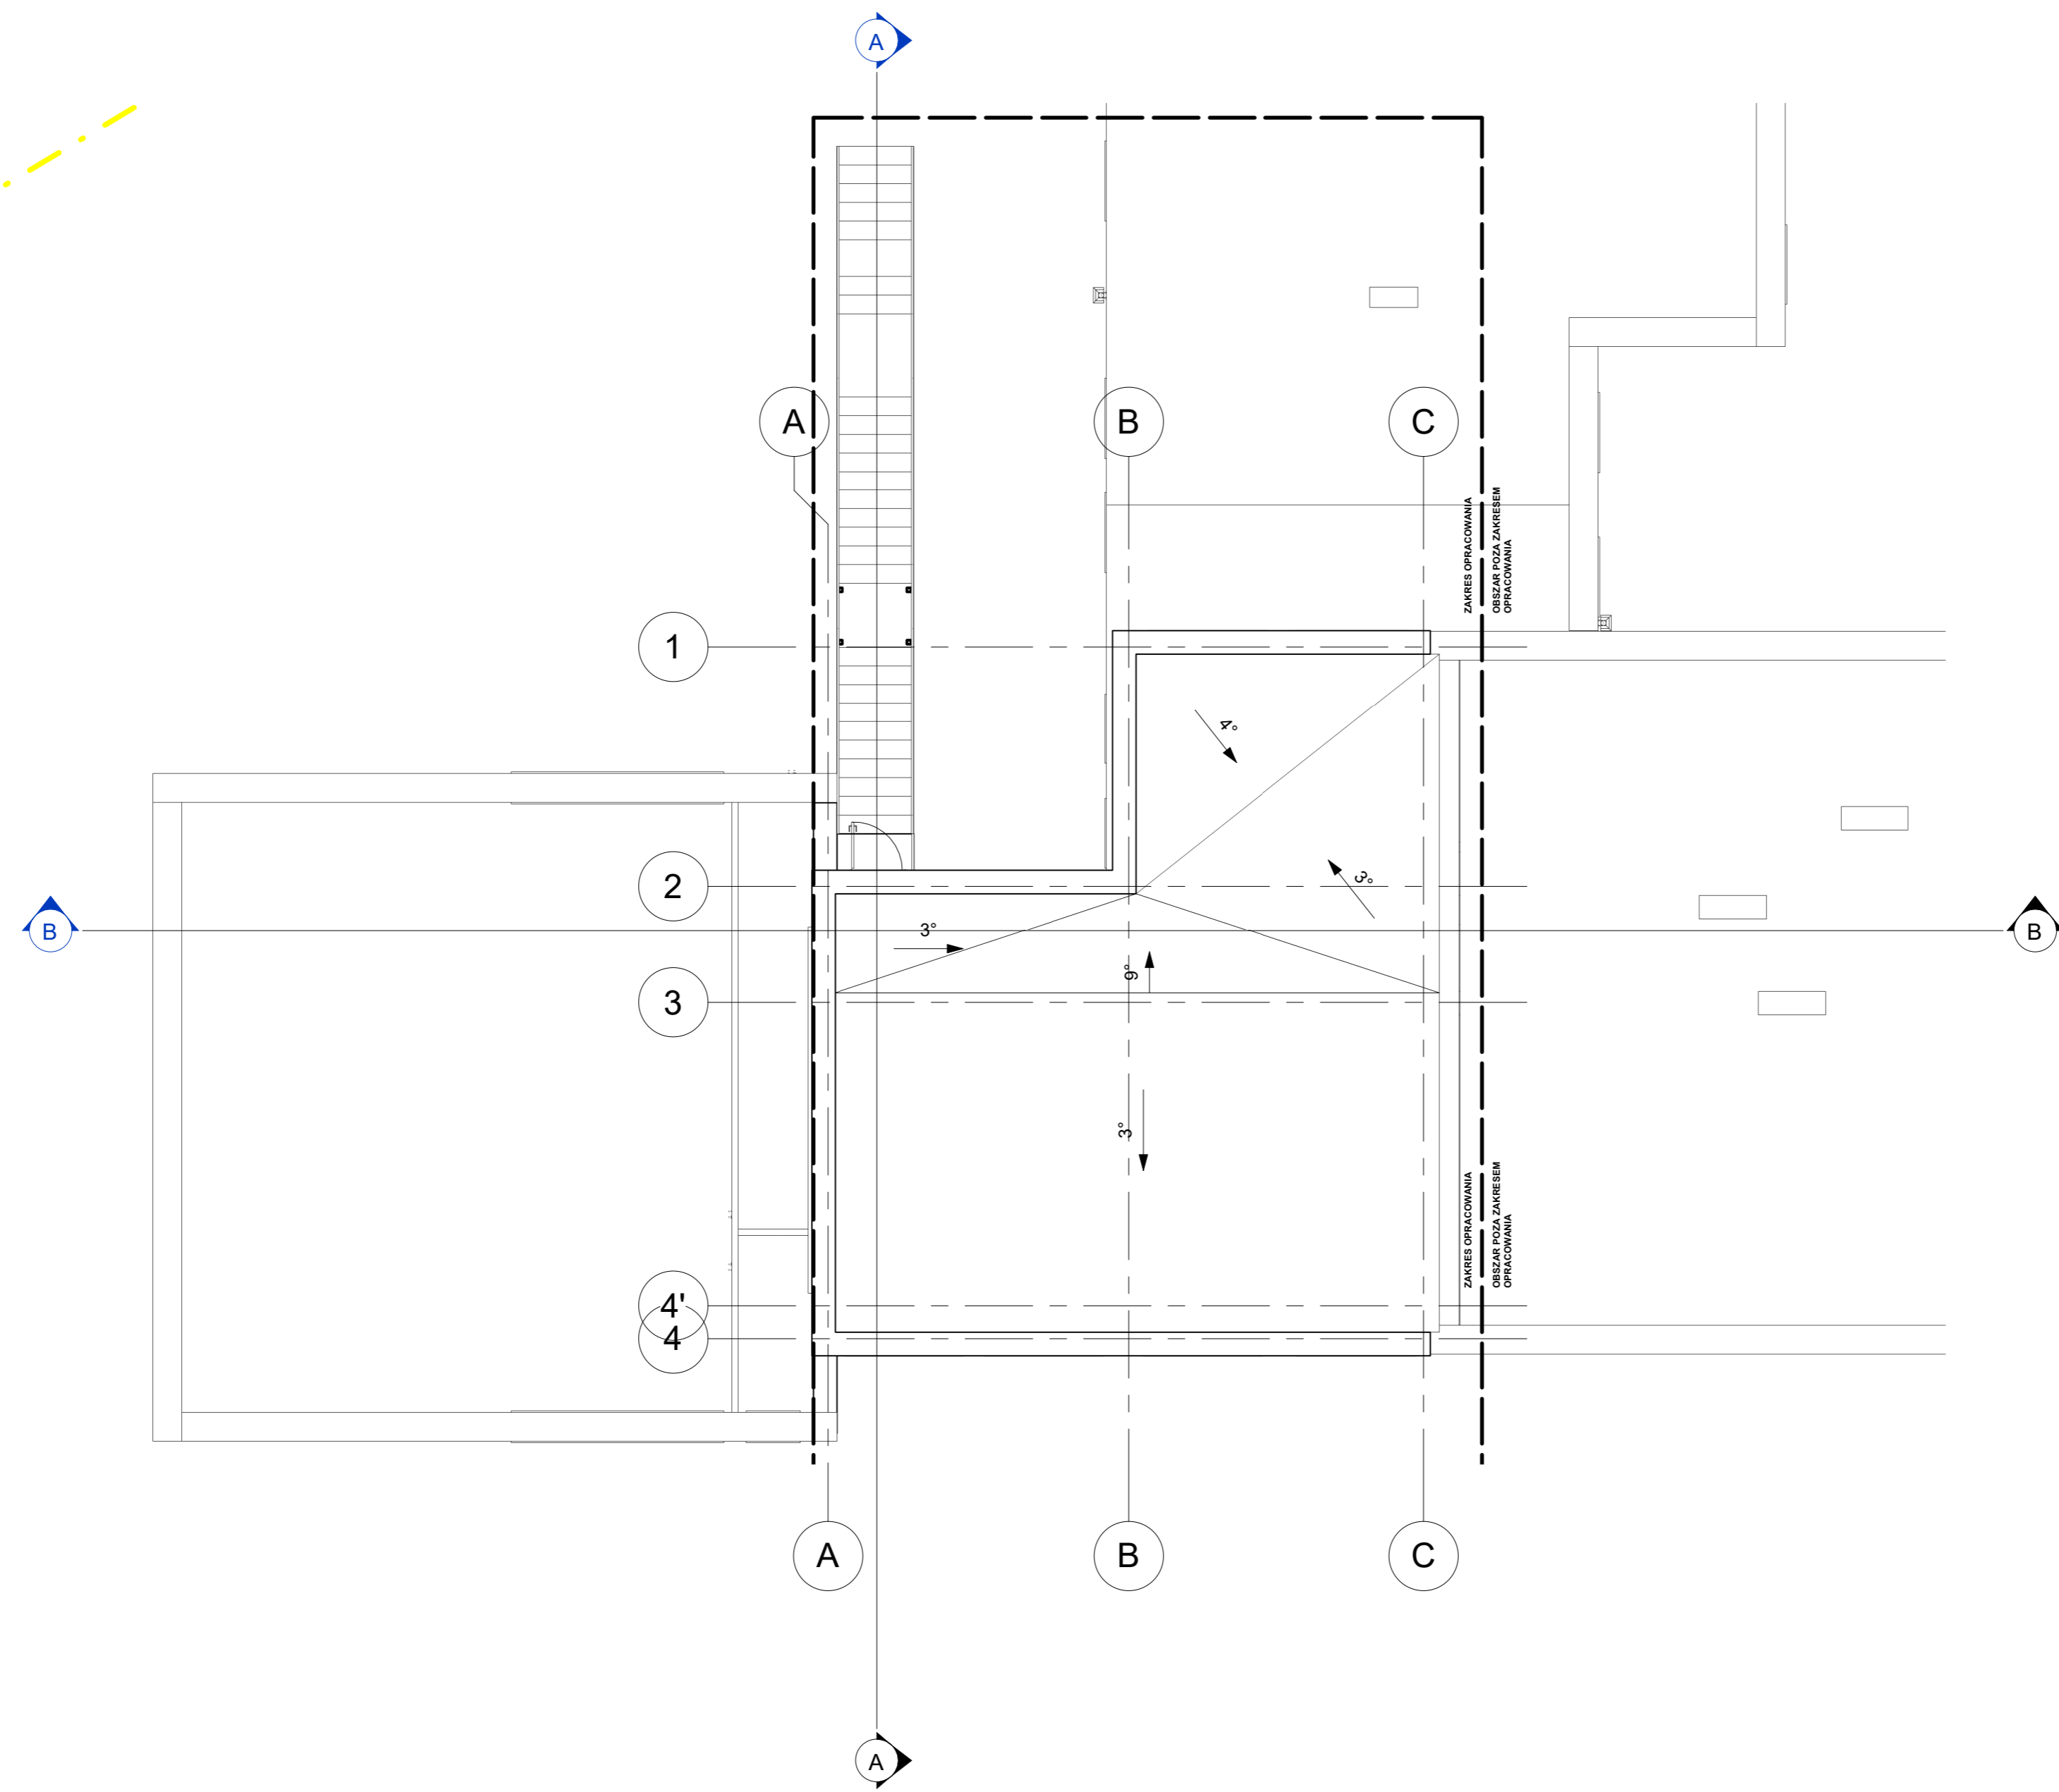 A
A
B
C
ZAKRES OPRACOWANIA
OBSZAR POZA ZAKRESEM
OPRACOWANIA
1
4°
2
3°
B
3°
B
9°
3
3°
ZAKRES OPRACOWANIA
OBSZAR POZA ZAKRESEM
OPRACOWANIA
4'
4
A
B
C
A